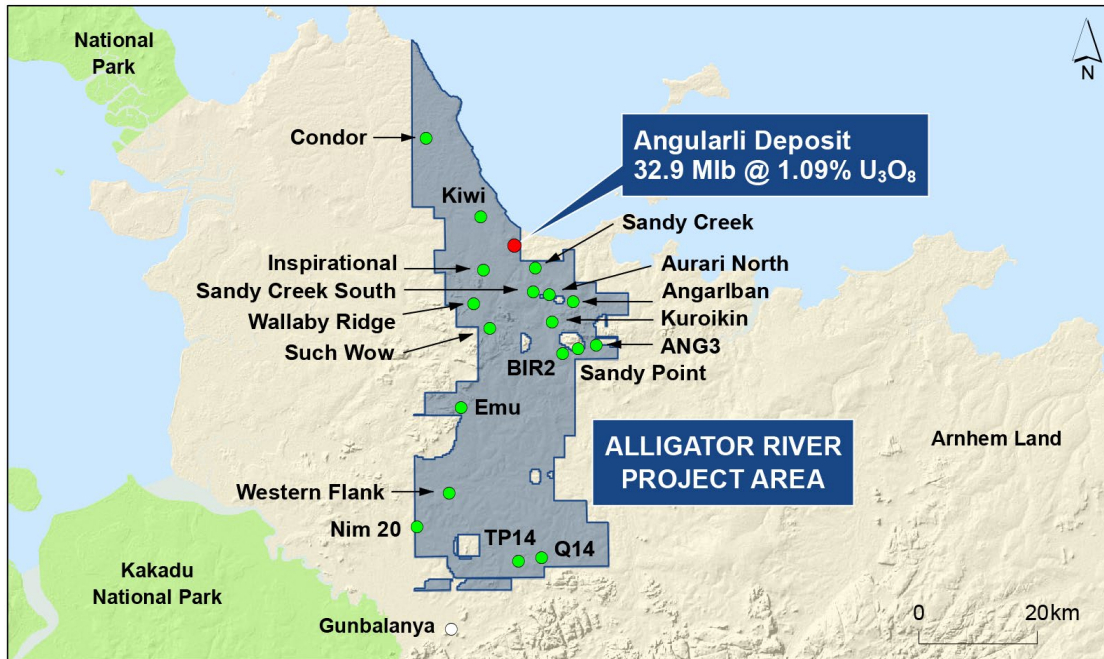 National
Park
N
Condor
Angularli Deposit
32.9 Mlb @ 1.09% U₃O₈
Kiwi
Sandy Creek
Inspirational
Aurari North
Sandy Creek South
Angarlban
Wallaby Ridge
Kuroikin
Such Wow
ANG3
BIR2
Sandy Point
Emu
ALLIGATOR RIVER
PROJECT AREA
Arnhem Land
Western Flank
Nim 20
TP14
Q14
Kakadu
National Park
Gunbalanya
0 20km